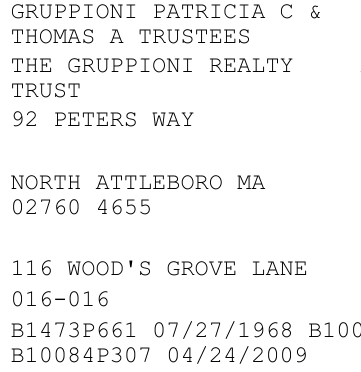 GRUPPIONI PATRICIA C &
THOMAS A TRUSTEES
THE GRUPPIONI REALTY
TRUST
92 PETERS WAY
NORTH ATTLEBORO MA
02760 4655
116 WOOD'S GROVE LANE
016-016
B1473P661 07/27/1968 B100
B10084P307 04/24/2009